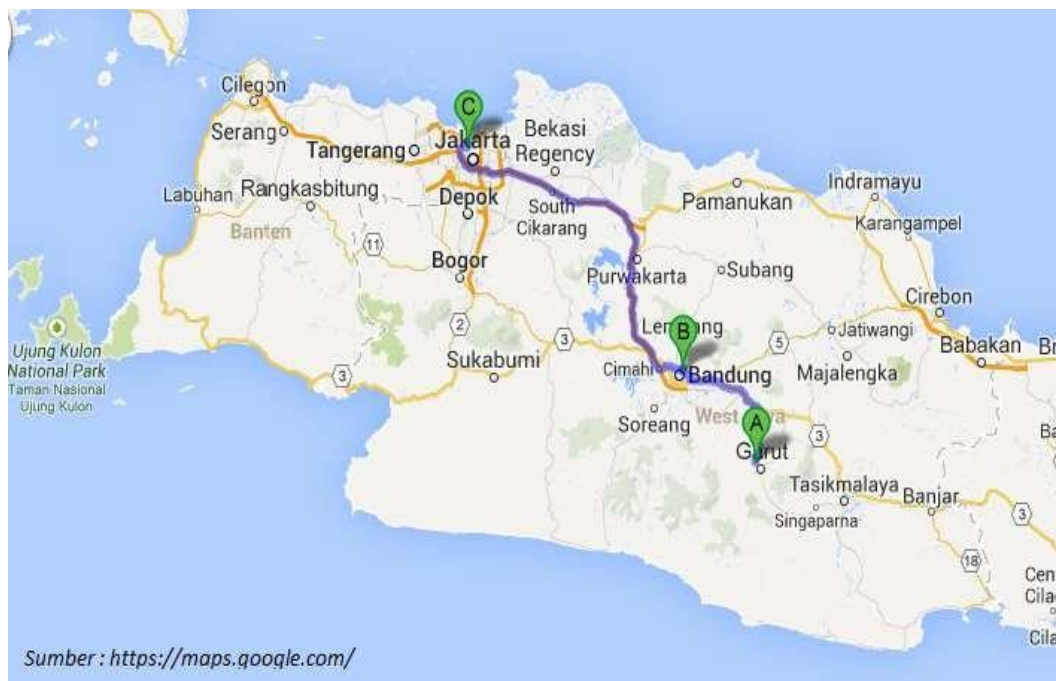 Cilegon
Serang
Tangerang
C
Jakarta
Bekasi
Regency
Labuhan
Rangkasbitung
Banten
Depok
South
Cikarang
Pamanukan
Indramayu
Karangampel
11
Bogor
Purwakarta
Subang
Cirebon
2
3
B
5
Jatiwangi
Ujung Kulon
National Park
Taman Nasional
Ujung Kulon
3
Sukabumi
Cimahi
Bandung
Majalengka
Babakan
Soreang
West
A
3
Garut
Tasikmalaya
Singaparna
Banjar
3
18
Sumber : https://maps.google.com/